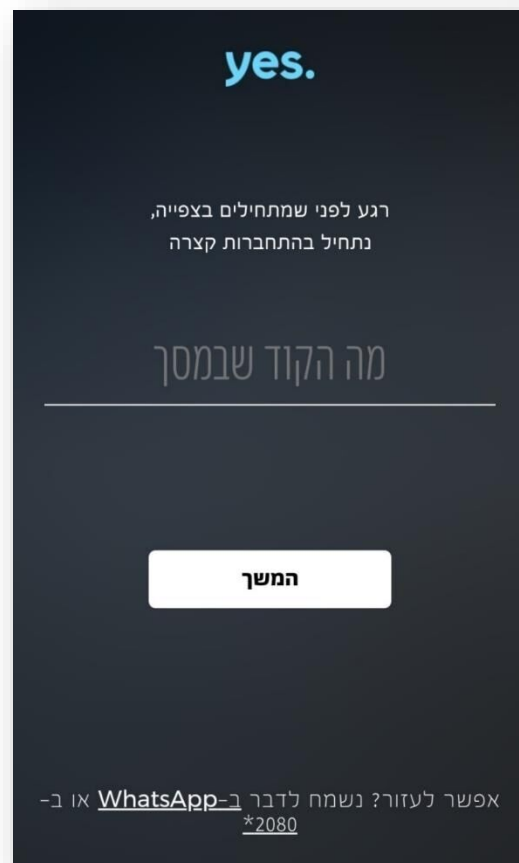 yes.
רגע לפני שמתחילים בצפייה,
נתחיל בהתחברות קצרה
מה הקוד שבמסך
המשך
אפשר לעזור? נשמח לדבר ב-WhatsApp או ב-
*2080